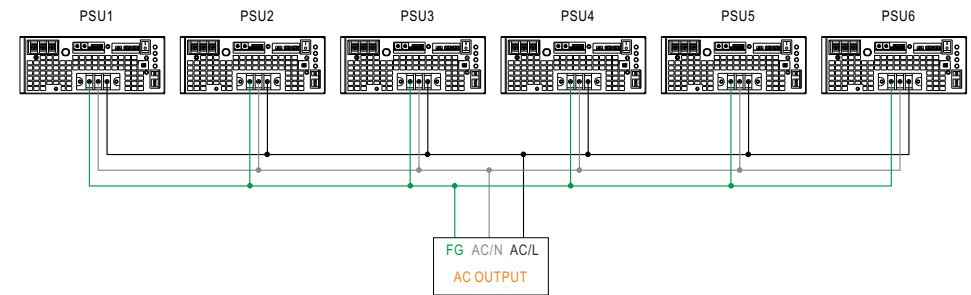 PSU1 PSU2 PSU3 PSU4 PSU5 PSU6
FG AC/N AC/L
AC OUTPUT